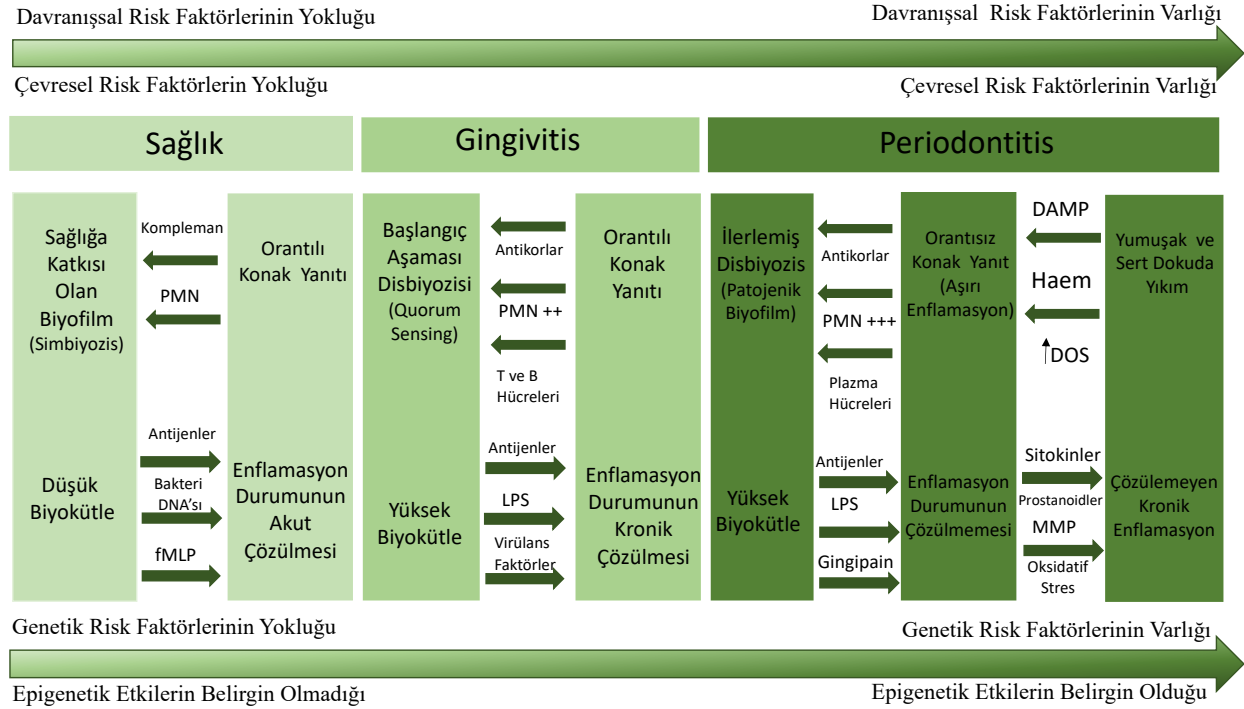 Davranışsal Risk Faktörlerinin Yokluğu
Davranışsal Risk Faktörlerinin Varlığı
Çevresel Risk Faktörlerin Yokluğu
Çevresel Risk Faktörlerinin Varlığı
Sağlık
Gingivitis
Periodontitis
Sağlığa
Katkısı
Olan
Biyofilm
(Simbiyozis)
Düşük
Biyokütle
Kompleman
PMN
Antijenler
Bakteri
DNA’sı
fMLP
Orantılı
Konak Yanıtı
Enflamasyon
Durumunun
Akut
Çözülmesi
Başlangıç
Aşaması
Disbiyozisi
(Quorum
Sensing)
Yüksek
Biyokütle
Antikorlar
PMN ++
T ve B
Hücreleri
Antijenler
LPS
Virülans
Faktörler
Orantılı
Konak
Yanıtı
Enflamasyon
Durumunun
Kronik
Çözülmesi
İlerlemiş
Disbiyozis
(Patojenik
Biyofilm)
Yüksek
Biyokütle
Antikorlar
PMN +++
Plazma
Hücreleri
Antijenler
LPS
Gingipain
Orantısız
Konak Yanıt
(Aşırı
Enflamasyon)
Enflamasyon
Durumunun
Çözülmemesi
DAMP
Haem
↑DOS
Sitokinler
Prostanoidler
MMP
Oksidatif
Stres
Yumuşak ve
Sert Dokuda
Yıkım
Çözülemeyen
Kronik
Enflamasyon
Genetik Risk Faktörlerinin Yokluğu
Genetik Risk Faktörlerinin Varlığı
Epigenetik Etkilerin Belirgin Olmadığı
Epigenetik Etkilerin Belirgin Olduğu